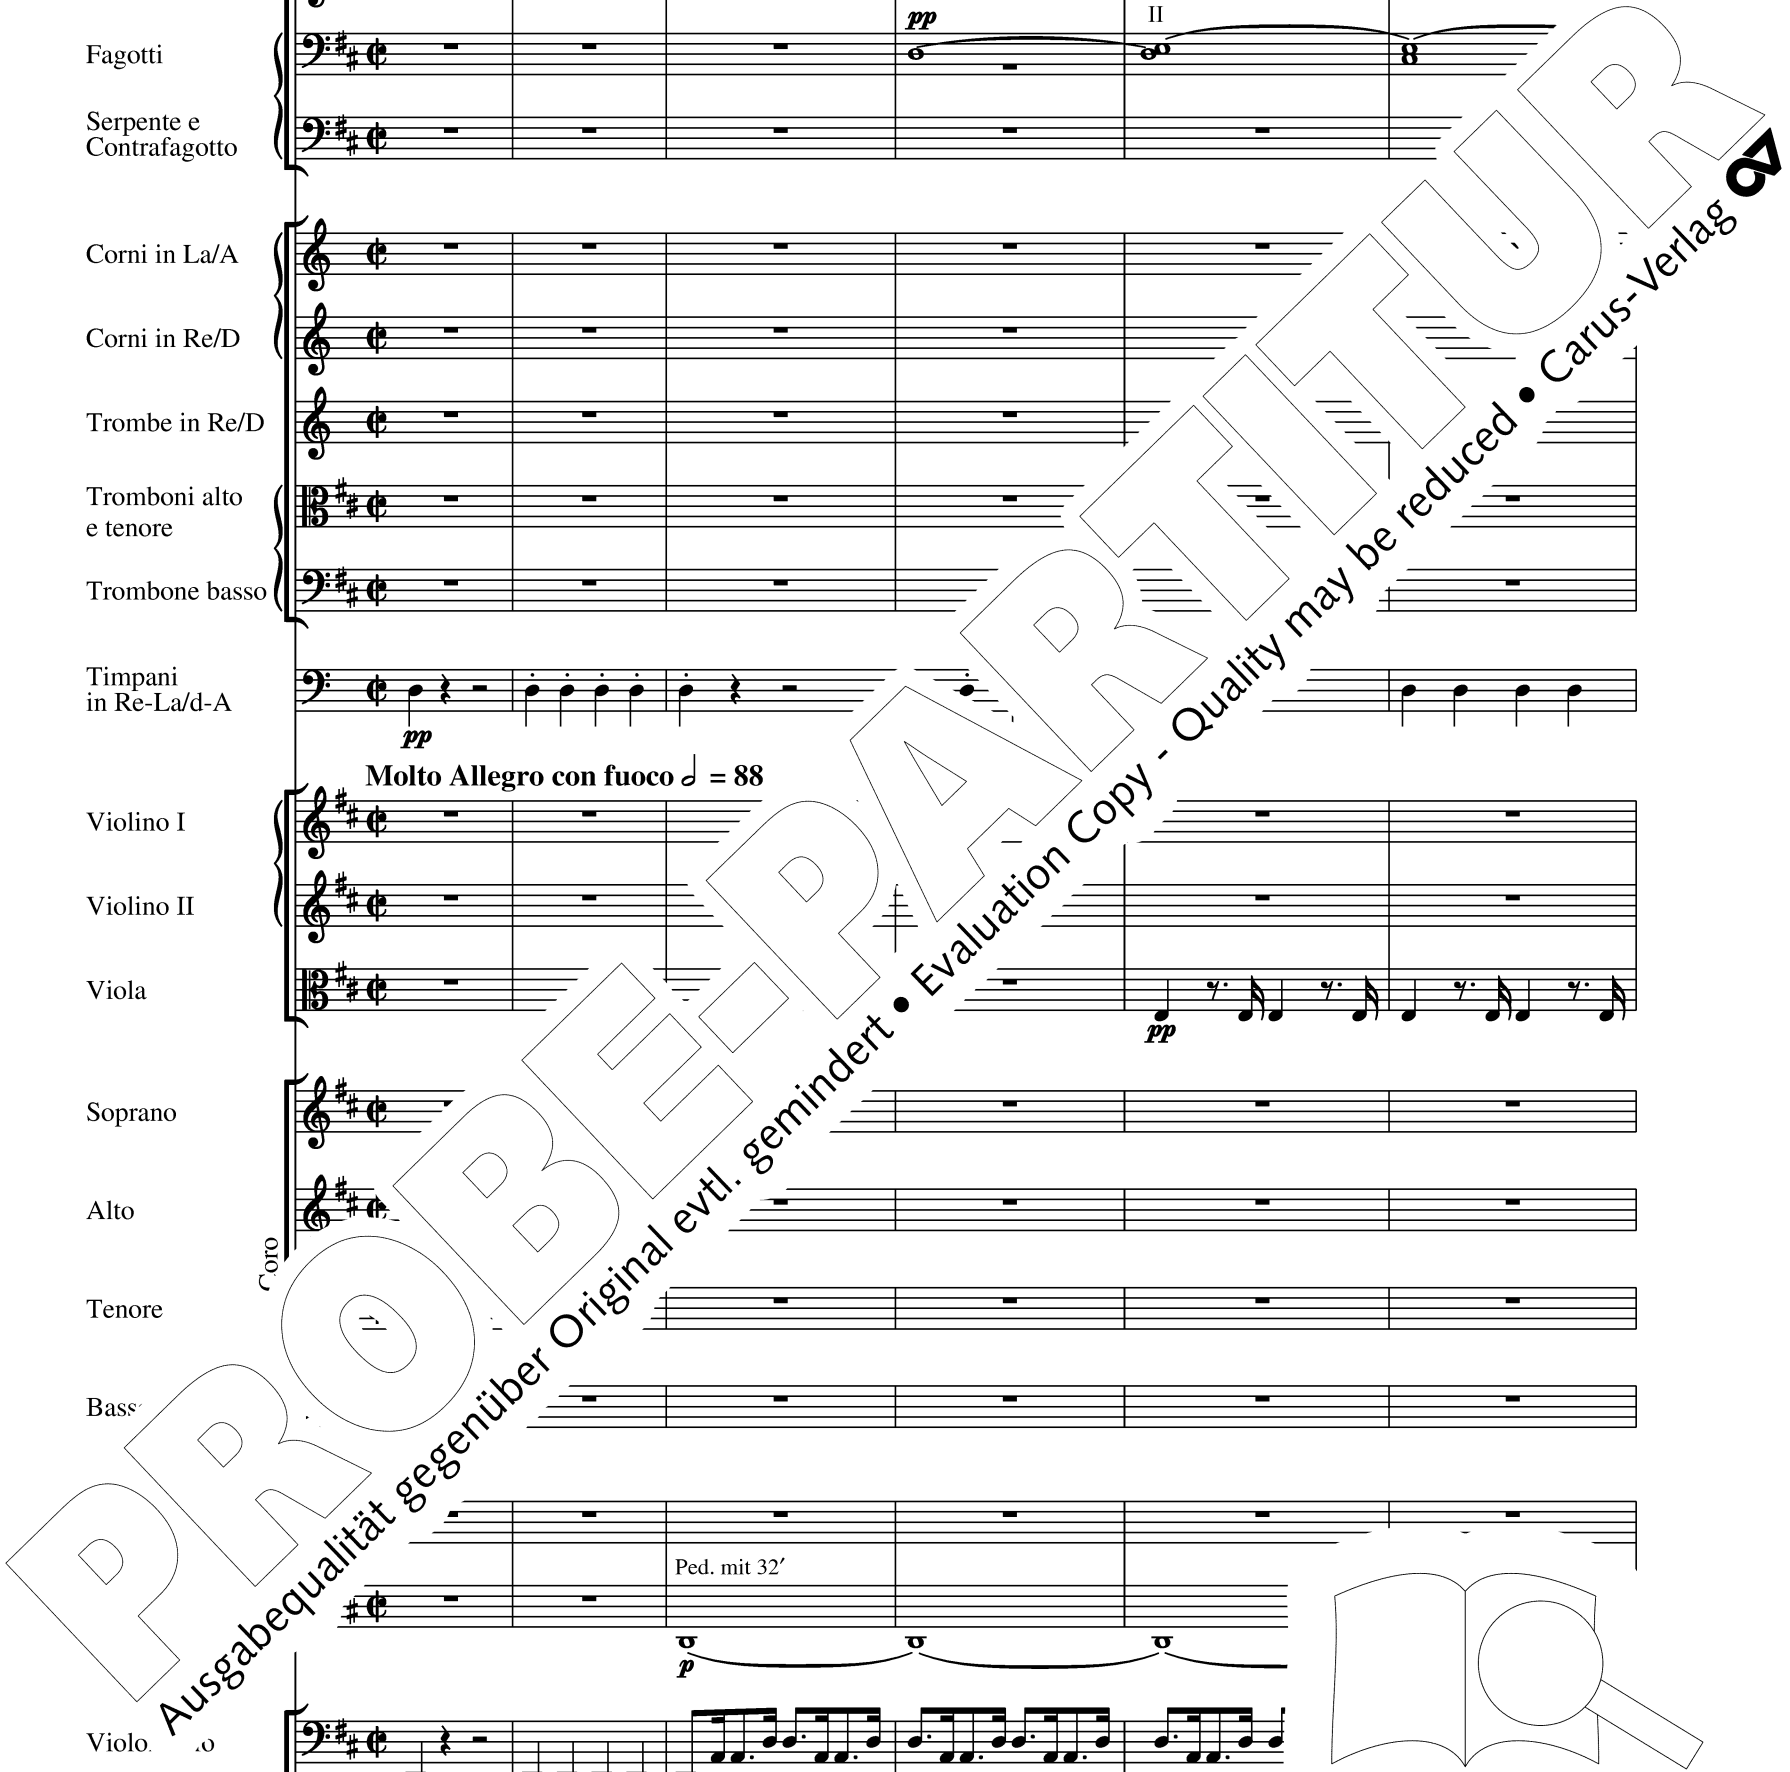 pp
II
Fagotti
Serpente e
Contrafagotto
Corni in La/A
Corni in Re/D
Trombe in Re/D
Tromboni alto
e tenore
Trombone basso
Timpani
in Re-La/d-A
pp
Molto Allegro con fuoco = 88
Violino I
Violino II
Viola
pp
Soprano
Alto
Coro
Tenore
Ped. mit 32′
p
PROBE-PARTITUR
Ausgabequalität gegenüber Original evtl. gemindert • Evaluation Copy - Quality may be reduced • Carus-Verlag